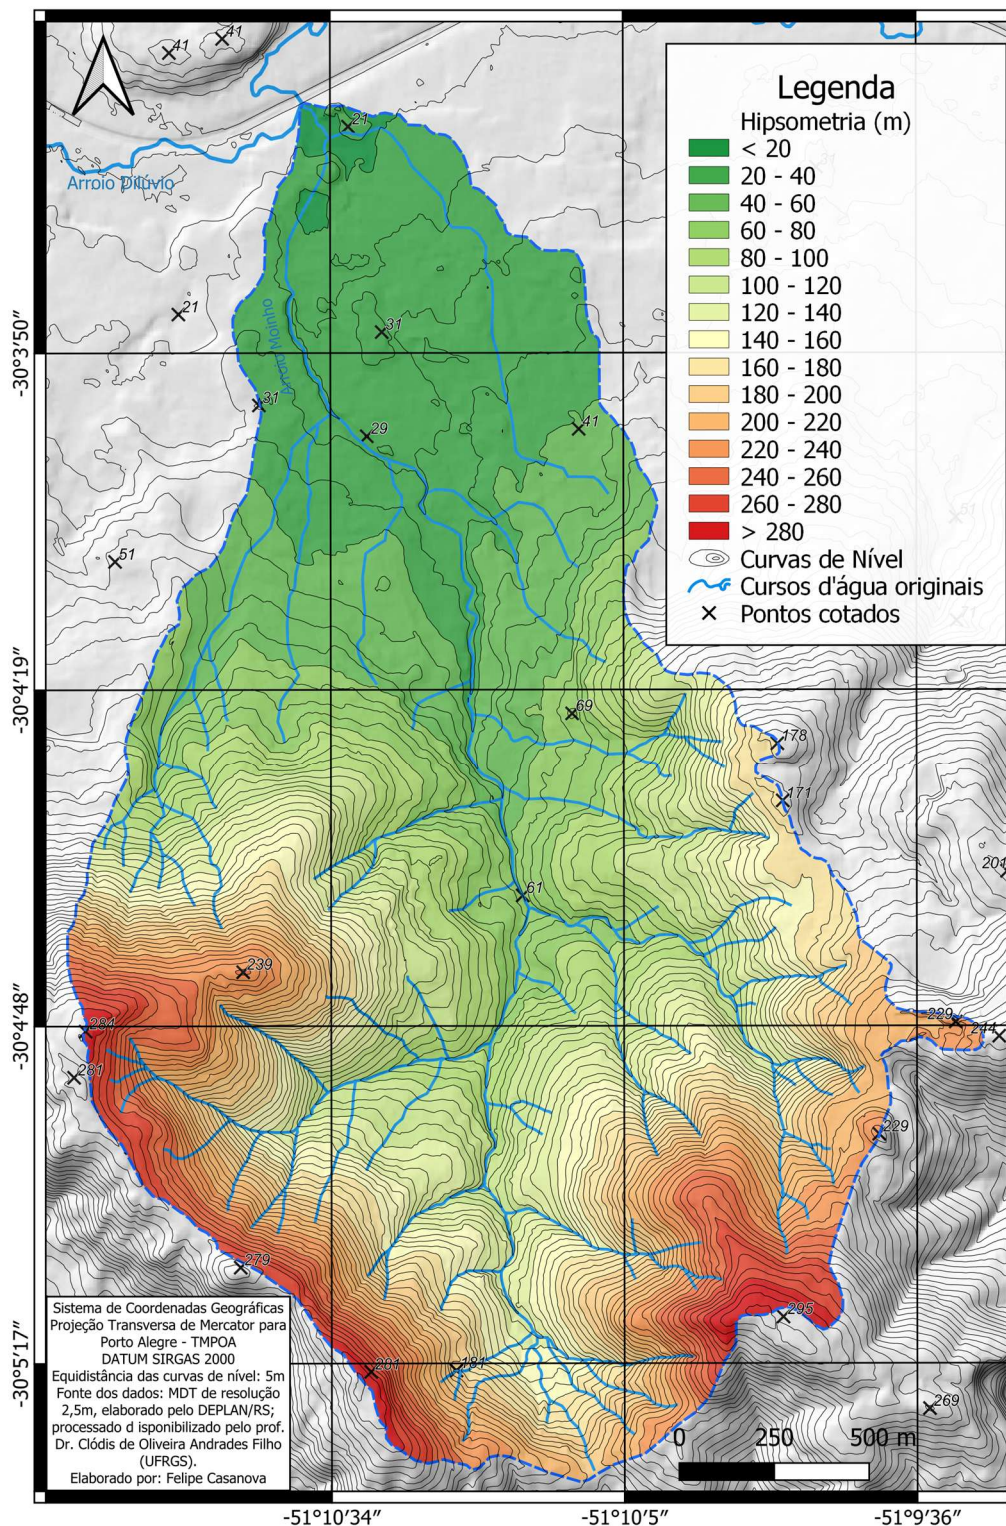 41
41
21
Arroio Dilúvio
21
Arroio Moinho
31
31
29
41
51
69
178
171
201
61
239
284
281
229
244
229
279
295
281
181
269
Legenda
Hipsometria (m)
< 20
20 - 40
40 - 60
60 - 80
80 - 100
100 - 120
120 - 140
140 - 160
160 - 180
180 - 200
200 - 220
220 - 240
240 - 260
260 - 280
> 280
Curvas de Nível
Cursos d'água originais
Pontos cotados
51
-30°3'50"
-30°4'19"
-30°4'48"
-30°5'17"
Sistema de Coordenadas Geográficas
Projeção Transversa de Mercator para
Porto Alegre - TMPOA
DATUM SIRGAS 2000
Equidistância das curvas de nível: 5m
Fonte dos dados: MDT de resolução
2,5m, elaborado pelo DEPLAN/RS;
processado d isponibilizado pelo prof.
Dr. Clódis de Oliveira Andrades Filho
(UFRGS).
Elaborado por: Felipe Casanova
0 250 500 m
-51°10'34" -51°10'5" -51°9'36"